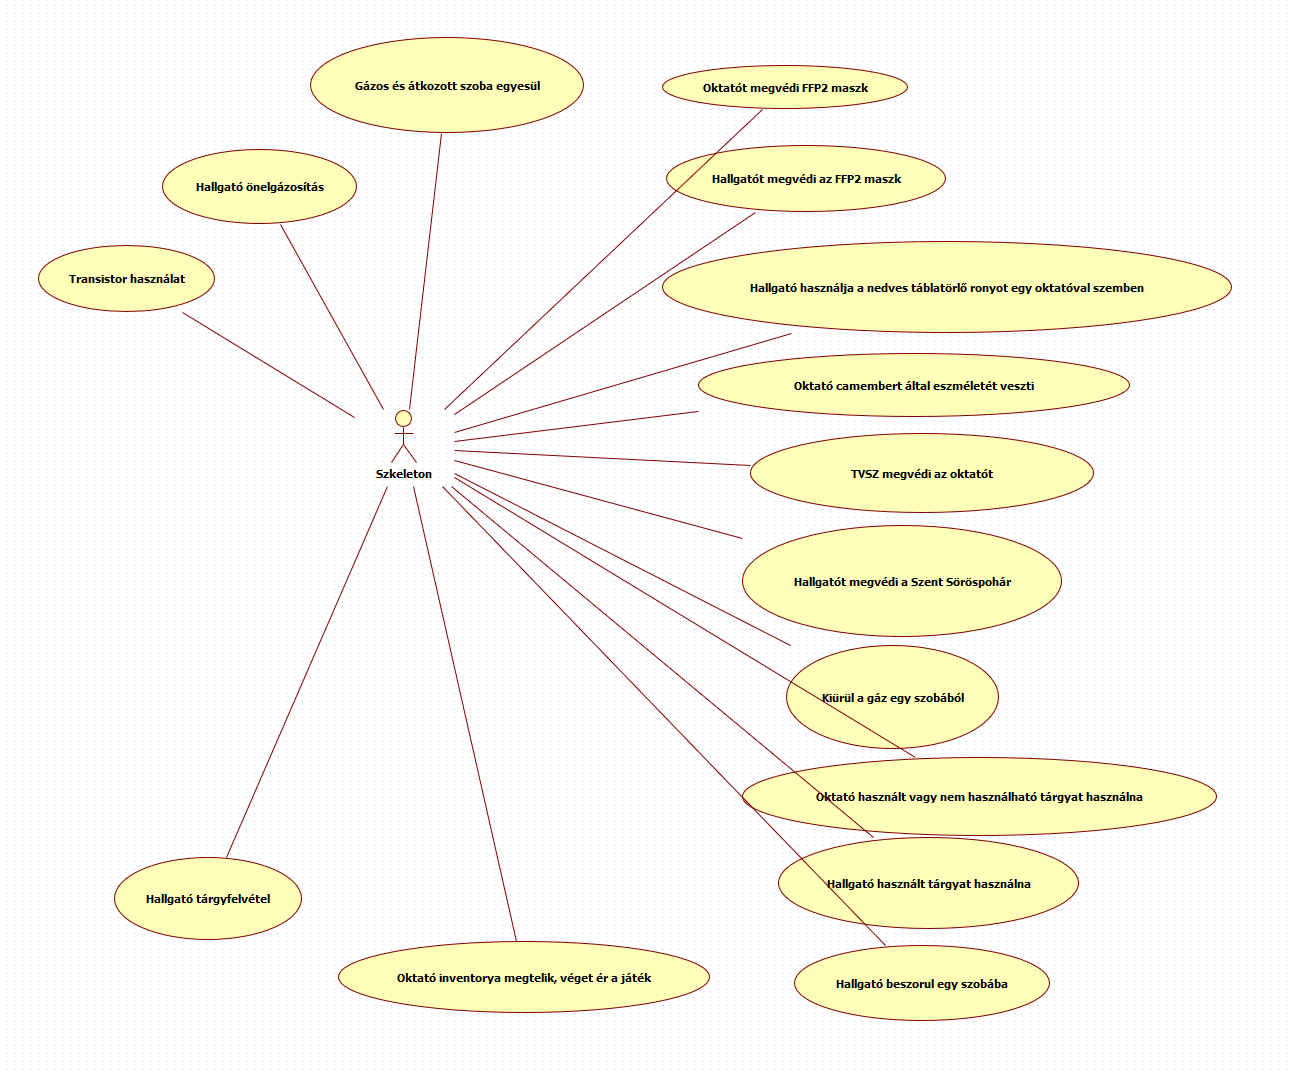 Gázos és átkozott szoba egyesül
Oktatót megvédi FFP2 maszk
Hallgató önelgázosítás
Hallgatót megvédi az FFP2 maszk
Transistor használat
Hallgató használja a nedves táblatörlő ronyot egy oktatóval szemben
Oktató camembert által eszméletét veszti
Szkeleton
TVSZ megvédi az oktatót
Hallgatót megvédi a Szent Söröspohár
Kiürül a gáz egy szobából
Oktató használt vagy nem használható tárgyat használna
Hallgató használt tárgyat használna
Hallgató tárgyfelvétel
Oktató inventorya megtelik, véget ér a játék
Hallgató beszorul egy szobába